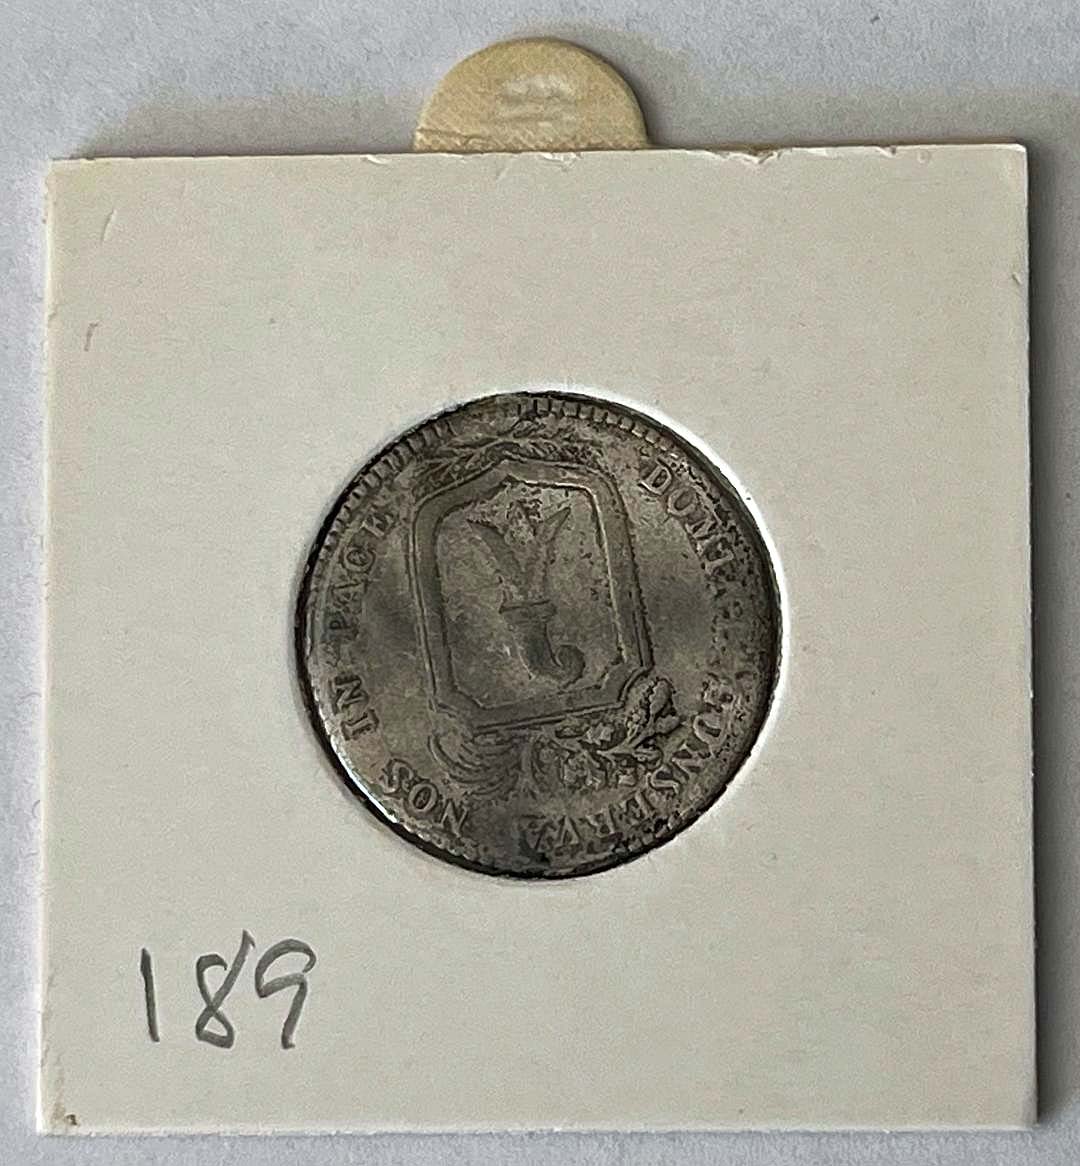 DOMINE CONSERVA NOS IN PACE
189